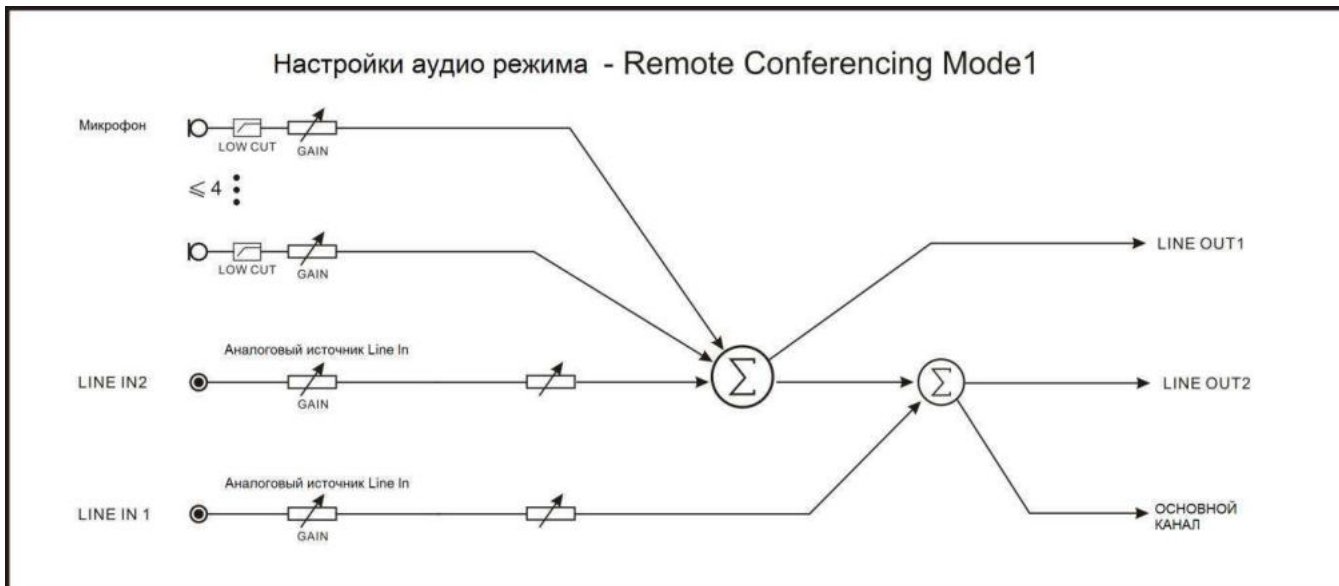 Настройки аудио режима - Remote Conferencing Mode1
Микрофон
LOW CUT
GAIN
≤ 4
LOW CUT
GAIN
LINE OUT1
Аналоговый источник Line In
LINE IN2
GAIN
Σ
Σ
LINE OUT2
Аналоговый источник Line In
LINE IN 1
GAIN
ОСНОВНОЙ
КАНАЛ